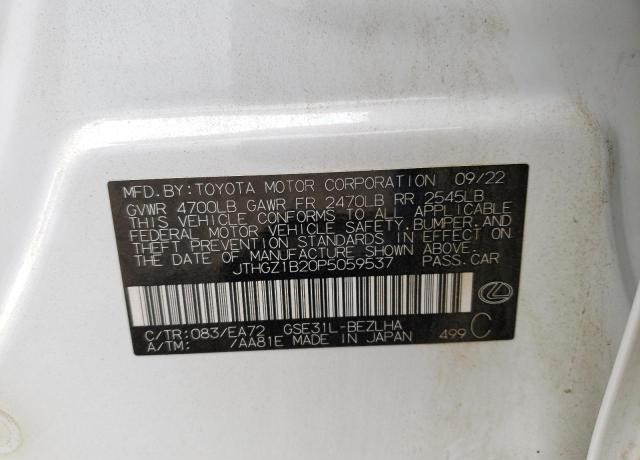 MFD.BY:TOYOTA MOTOR CORPORATION 09/22
GVWR 4700LB GAWR FR 2470LB RR 2545LB
THIS VEHICLE CONFORMS TO ALL APPLICABLE
FEDERAL MOTOR VEHICLE SAFETY,BUMPER,AND
THEFT PREVENTION STANDARDS IN EFFECT ON
THE DATE OF MANUFACTURE SHOWN ABOVE.
JTHGZ1B20P5059537 PASS.CAR
C/TR:083/EA72 GSE31L-BEZLHA
A/TM: /AA81E MADE IN JAPAN 499 C